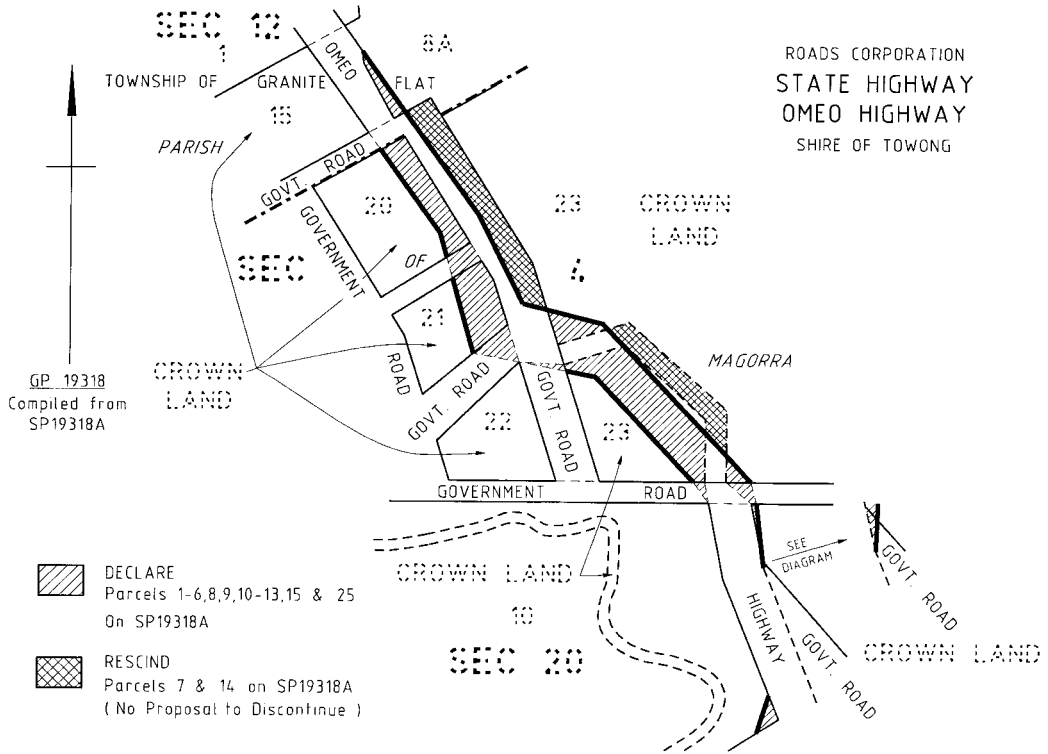 SEC 12
1
8A
OMEO
TOWNSHIP OF GRANITE FLAT
15
PARISH
GOVT. ROAD
20
GOVERNMENT
SEC
OF
21
ROAD
GOVT. ROAD
22
GOVT. ROAD
23
CROWN
LAND
4
23
MAGORRA
CROWN
LAND
GOVERNMENT ROAD
ROADS CORPORATION
STATE HIGHWAY
OMEO HIGHWAY
SHIRE OF TOWONG
GP 19318
Compiled from
SP19318A
SEE
DIAGRAM
GOVT. ROAD
CROWN LAND
10
SEC 20
HIGHWAY
GOVT. ROAD
CROWN LAND
DECLARE
Parcels 1-6,8,9,10-13,15 & 25
On SP19318A
RESCIND
Parcels 7 & 14 on SP19318A
( No Proposal to Discontinue )